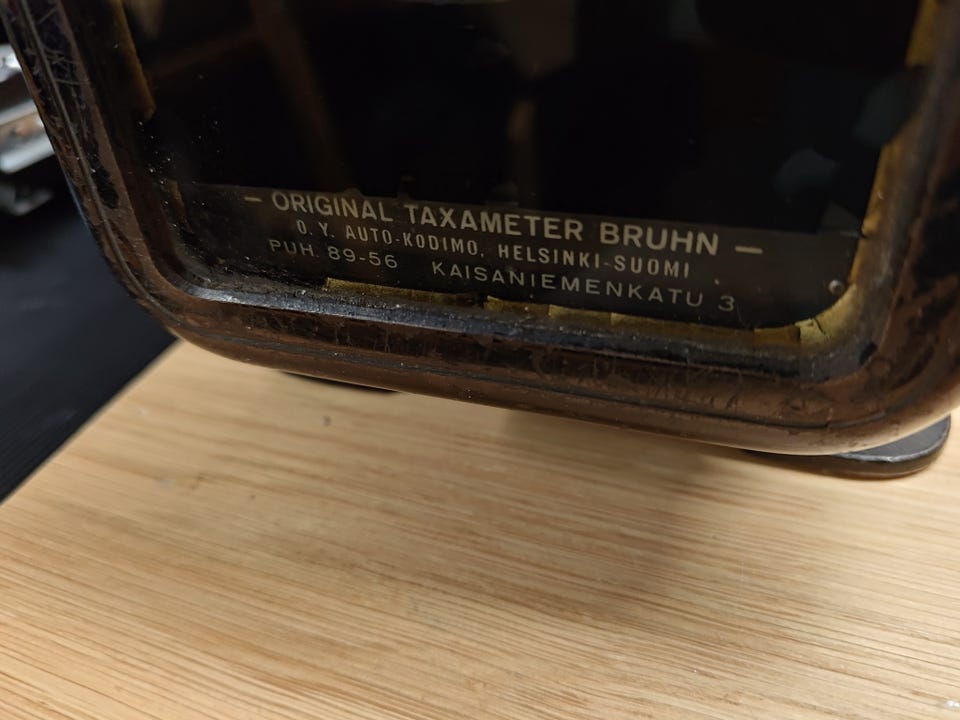 — ORIGINAL TAXAMETER BRUHN —
O. Y. AUTO-KODIMO, HELSINKI-SUOMI
PUH. 89-56 KAISANIEMENKATU 3